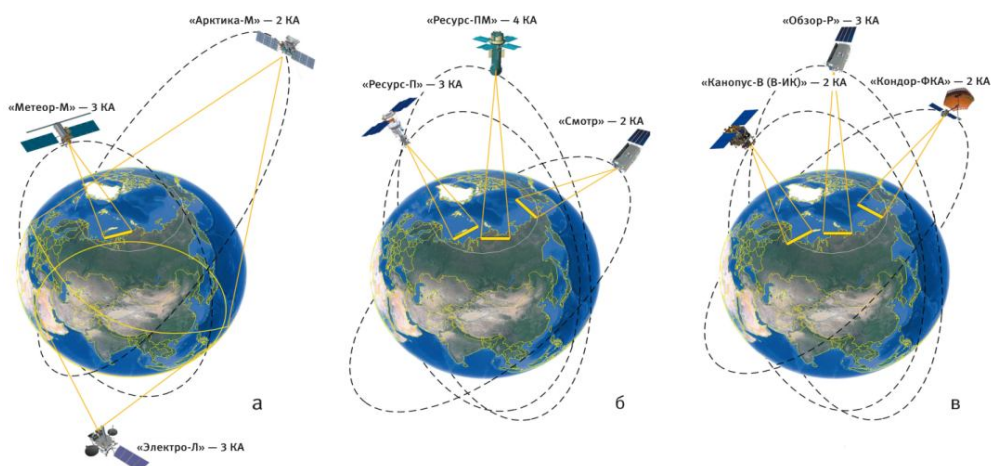 «Арктика-М» — 2 КА
«Метеор-М» — 3 КА
«Электро-Л» — 3 КА
а
«Ресурс-ПМ» — 4 КА
«Ресурс-П» — 3 КА
«Смотр» — 2 КА
б
«Обзор-Р» — 3 КА
«Канопус-В (В-ИК)» — 2 КА
«Кондор-ФКА» — 2 КА
в